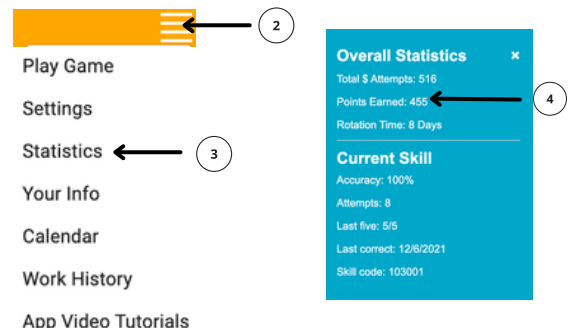 2
Play Game
Settings
Statistics
3
Your Info
Calendar
Work History
App Video Tutorials
Overall Statistics ×
Total $ Attempts: 516
Points Earned: 455
4
Rotation Time: 8 Days
Current Skill
Accuracy: 100%
Attempts: 8
Last five: 5/5
Last correct: 12/6/2021
Skill code: 103001